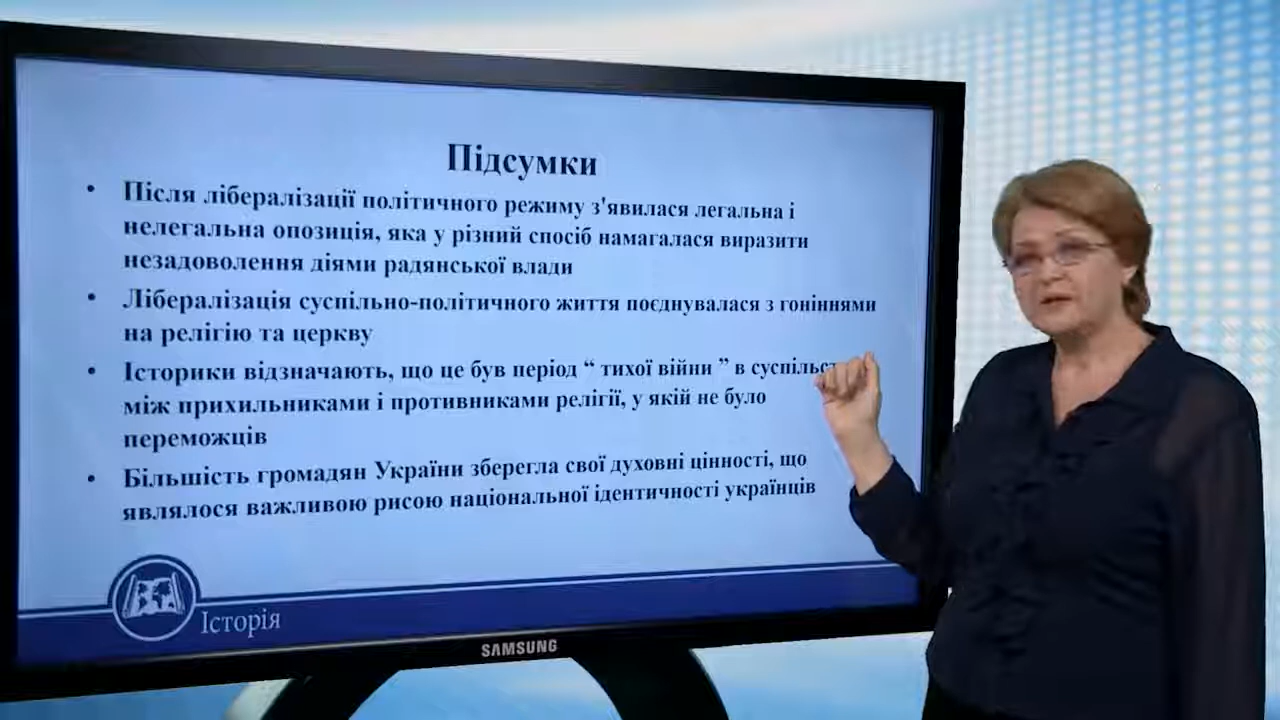 Підсумки
• Після лібералізації політичного режиму з'явилася легальна і
нелегальна опозиція, яка у різний спосіб намагалася виразити
незадоволення діями радянської влади
• Лібералізація суспільно-політичного життя поєднувалася з гоніннями
на релігію та церкву
• Історики відзначають, що це був період “ тихої війни ” в
між прихильниками і противниками релігії, у якій не було
переможців
• Більшість громадян України зберегла свої духовні цінності, що
являлося важливою рисою національної ідентичності українців
Історія
SAMSUNG